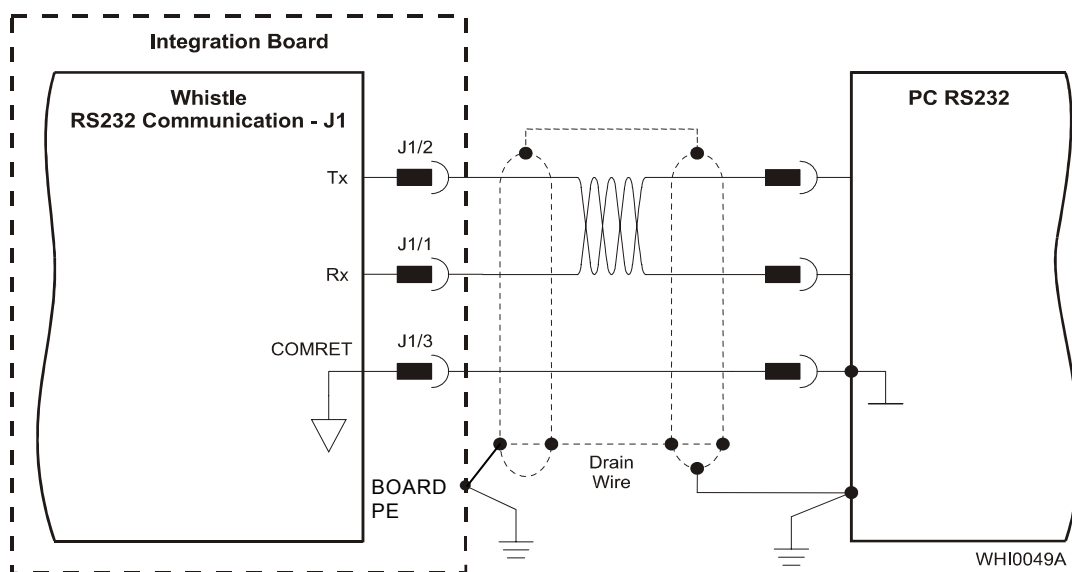 Integration Board
Whistle
RS232 Communication - J1
PC RS232
J1/2
Tx
J1/1
Rx
J1/3
COMRET
Drain
Wire
BOARD
PE
WHI0049A